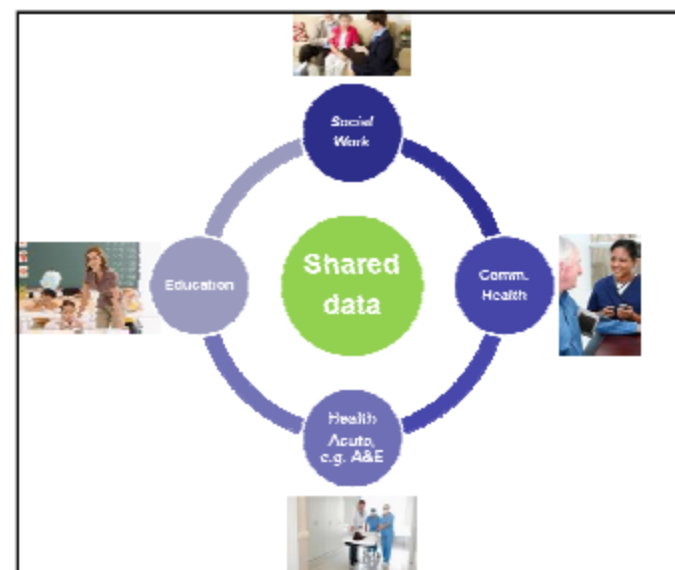 Social
Work
Shared
data
Education
Comm.
Health
Health
Acute,
e.g. A&E